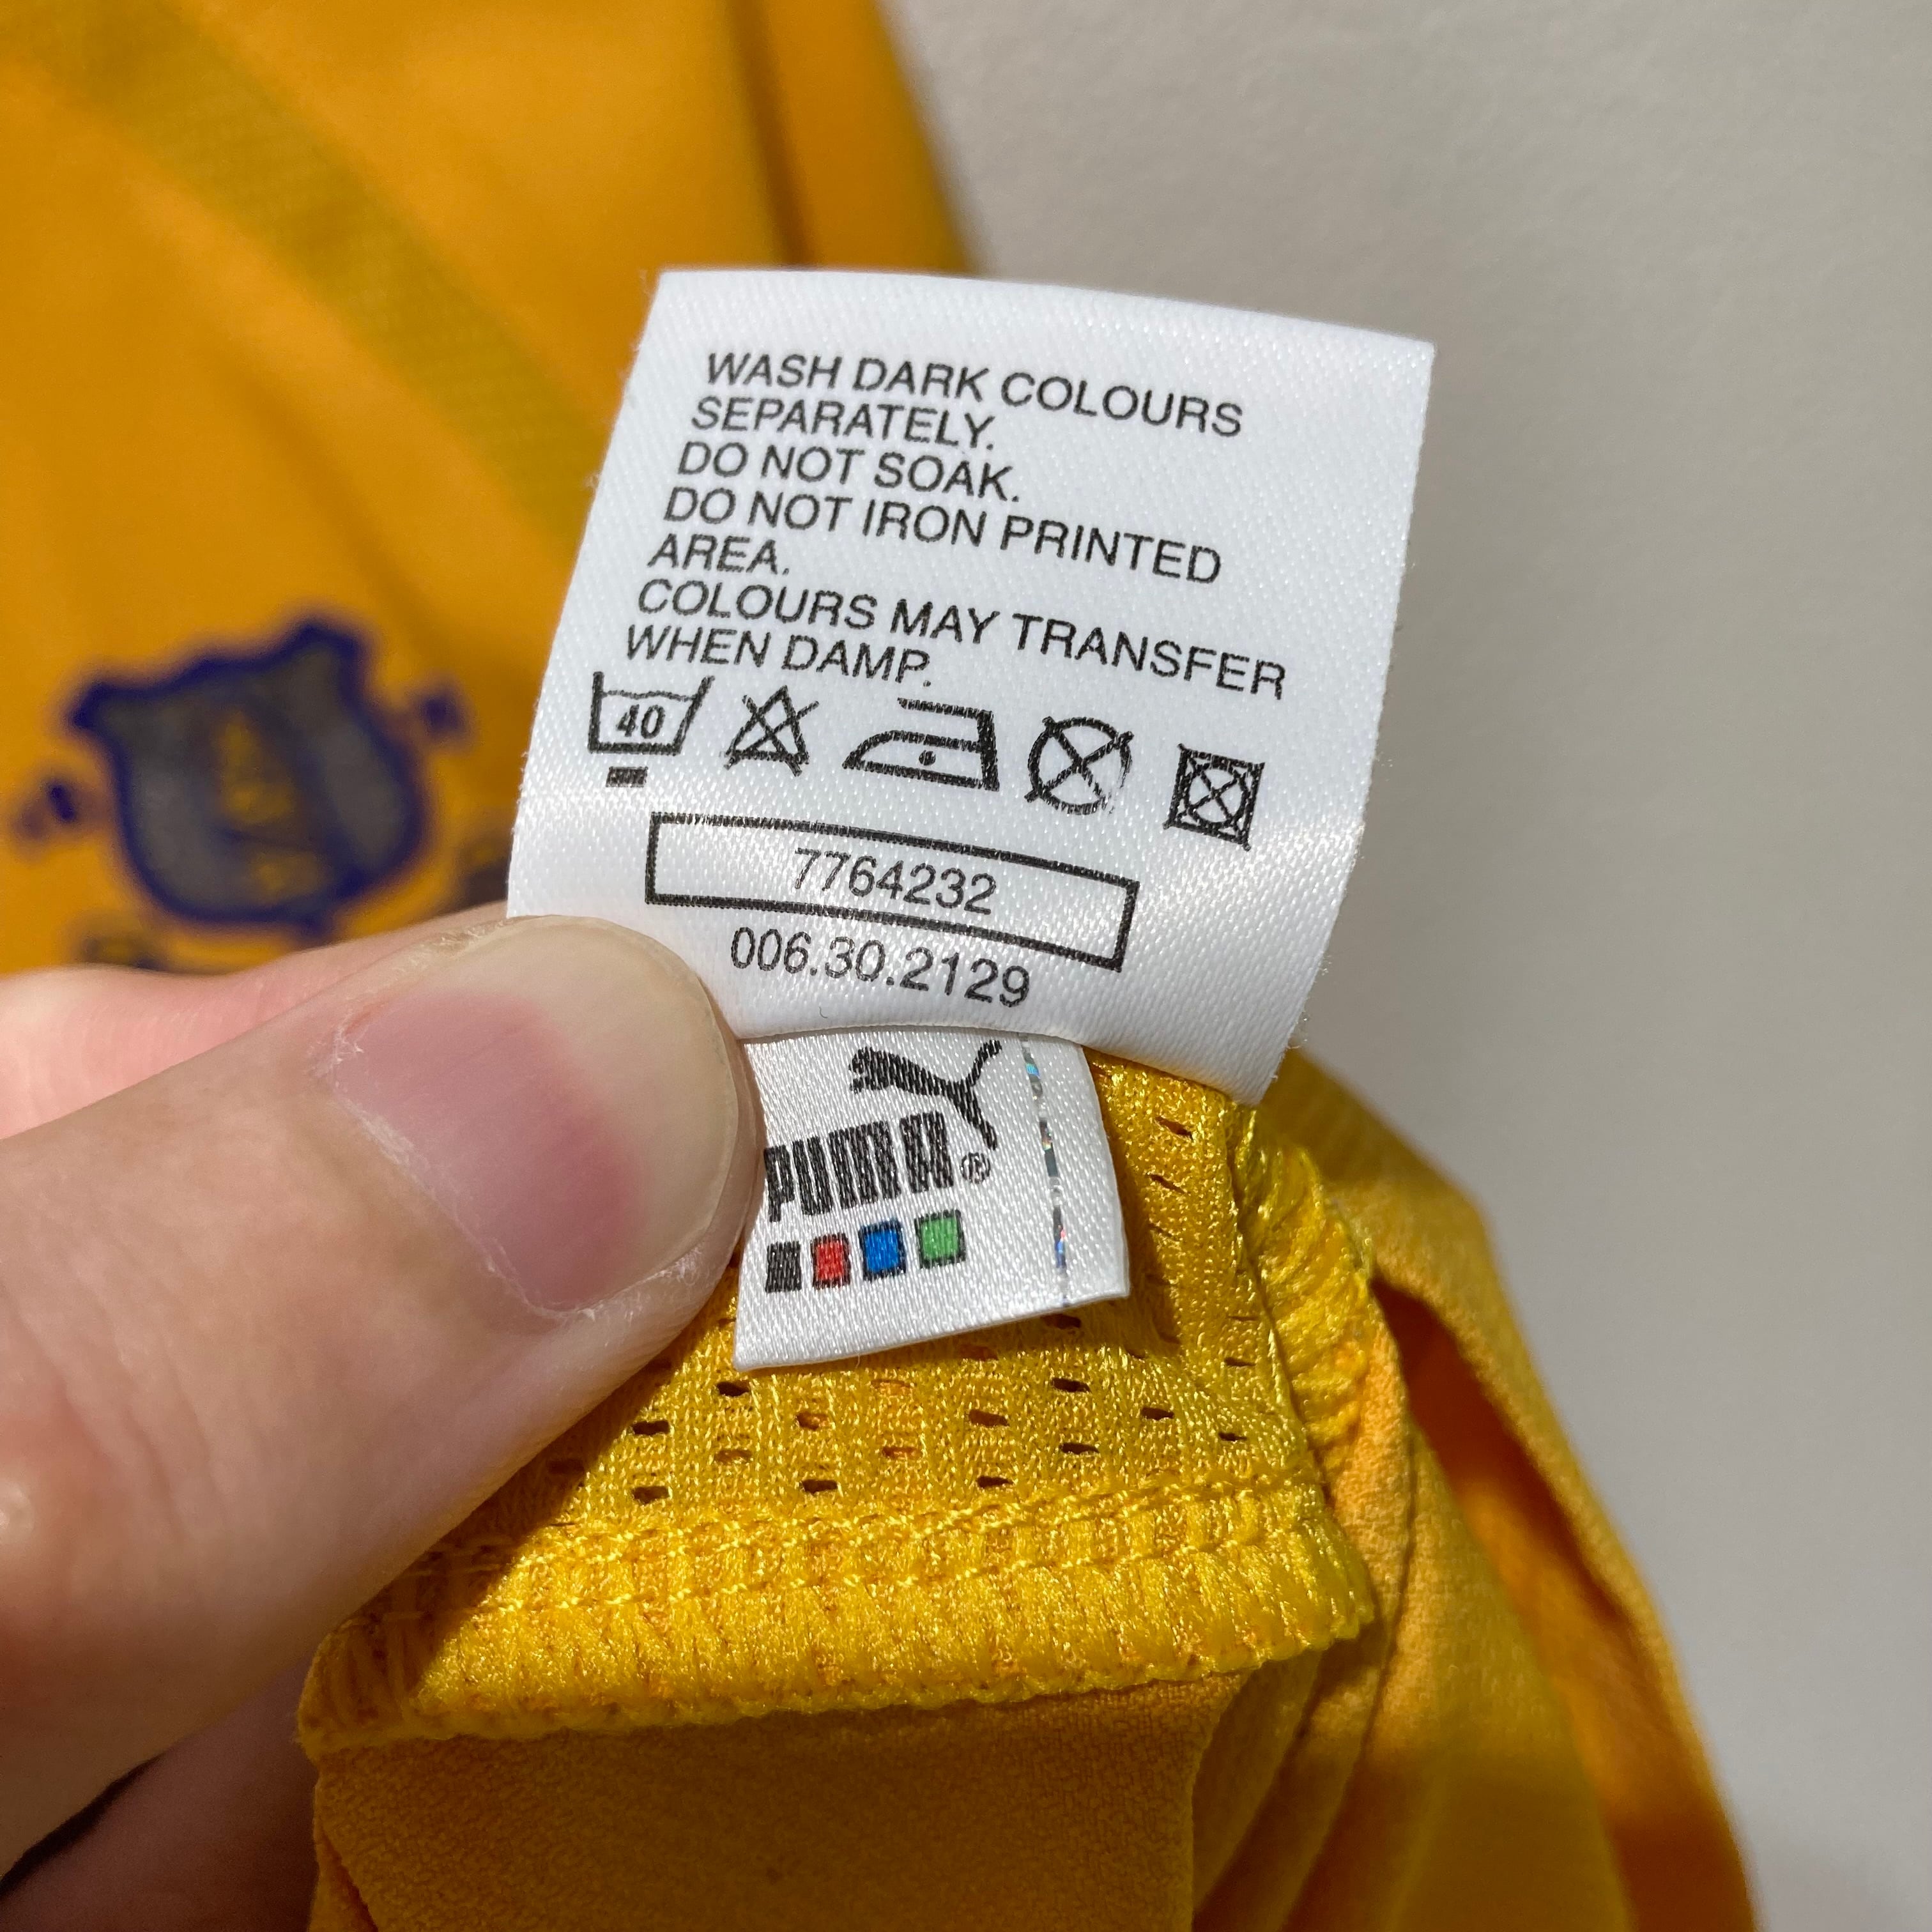 WASH DARK COLOURS
SEPARATELY.
DO NOT SOAK.
DO NOT IRON PRINTED
AREA.
COLOURS MAY TRANSFER
WHEN DAMP.
40
7764232
006.30.2129
PUMA®